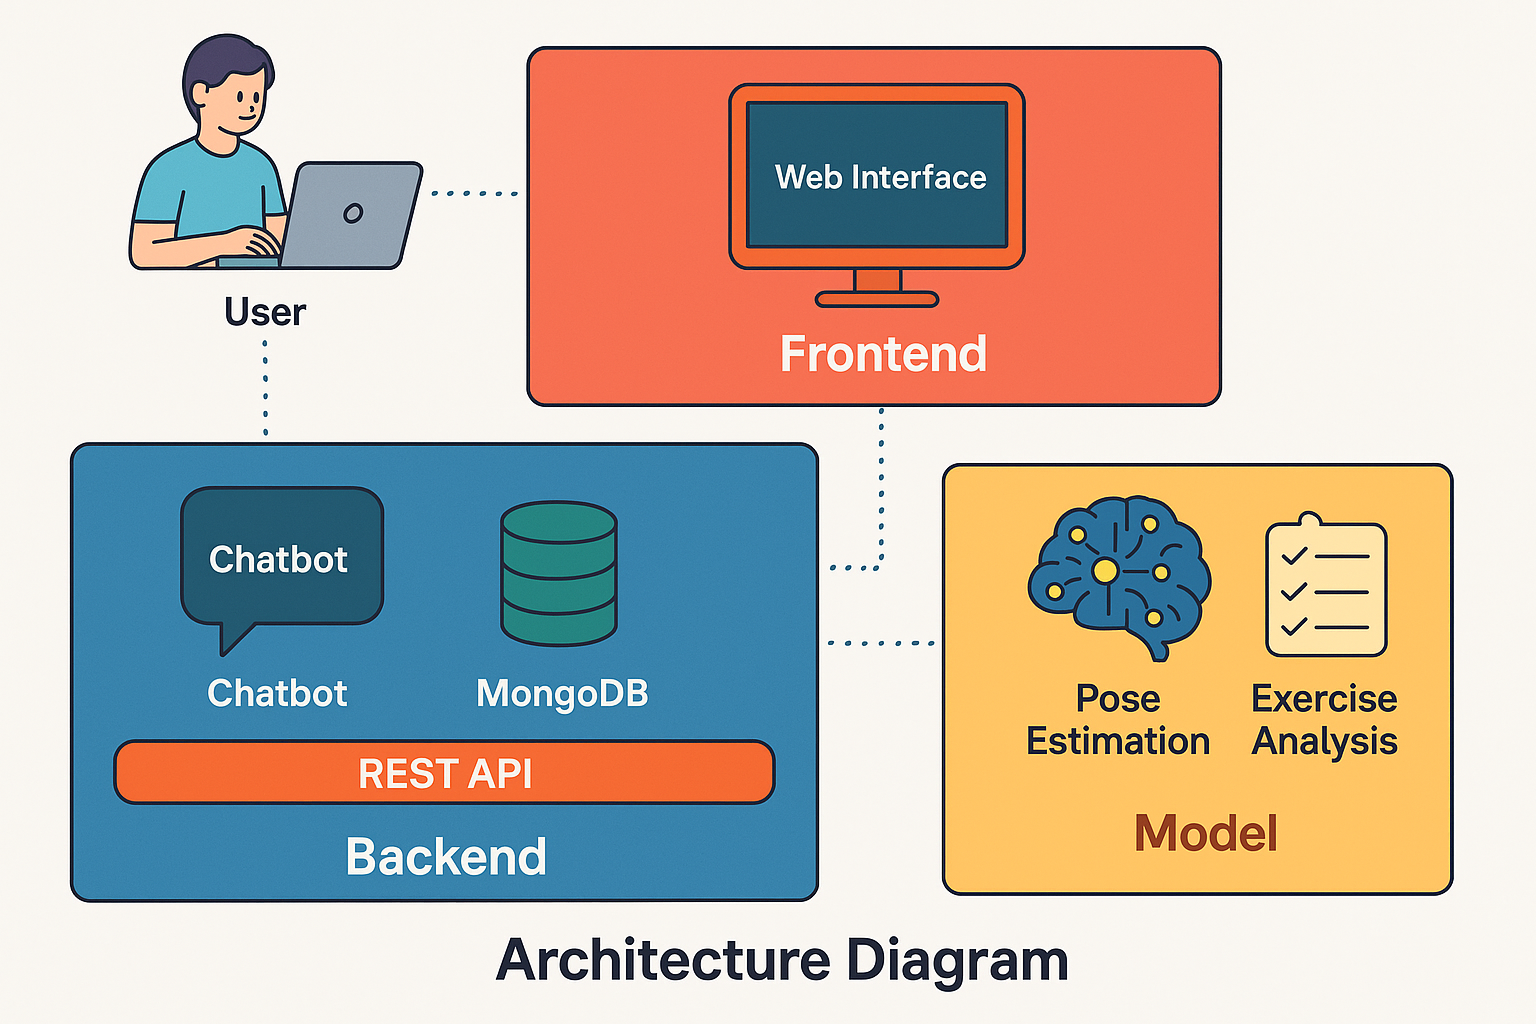 Web Interface
User
Frontend
Chatbot
Chatbot
MongoDB
REST API
Backend
Pose
Estimation
Exercise
Analysis
Model
Architecture Diagram